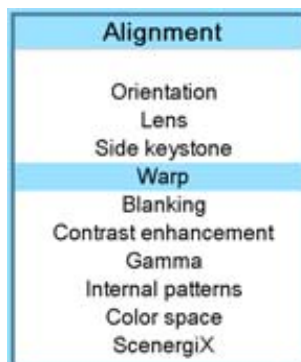 Alignment
Orientation
Lens
Side keystone
Warp
Blanking
Contrast enhancement
Gamma
Internal patterns
Color space
ScenergiX